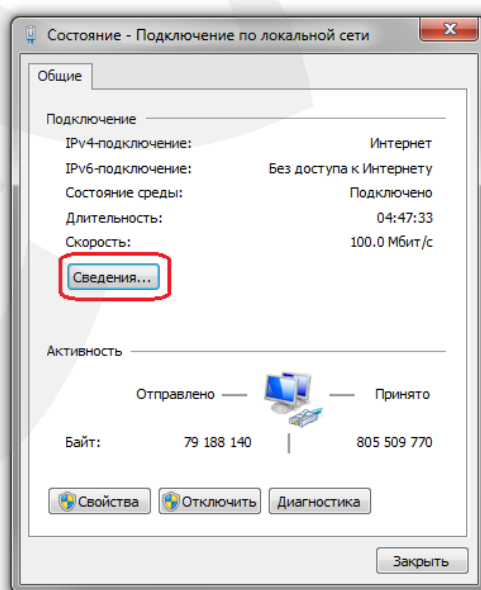 Состояние - Подключение по локальной сети
Общие
Подключение
IPv4-подключение: Интернет
IPv6-подключение: Без доступа к Интернету
Состояние среды: Подключено
Длительность: 04:47:33
Скорость: 100.0 Мбит/с
Сведения...
Активность
Отправлено — — Принято
Байт: 79 188 140 | 805 509 770
Свойства Отключить Диагностика
Закрыть